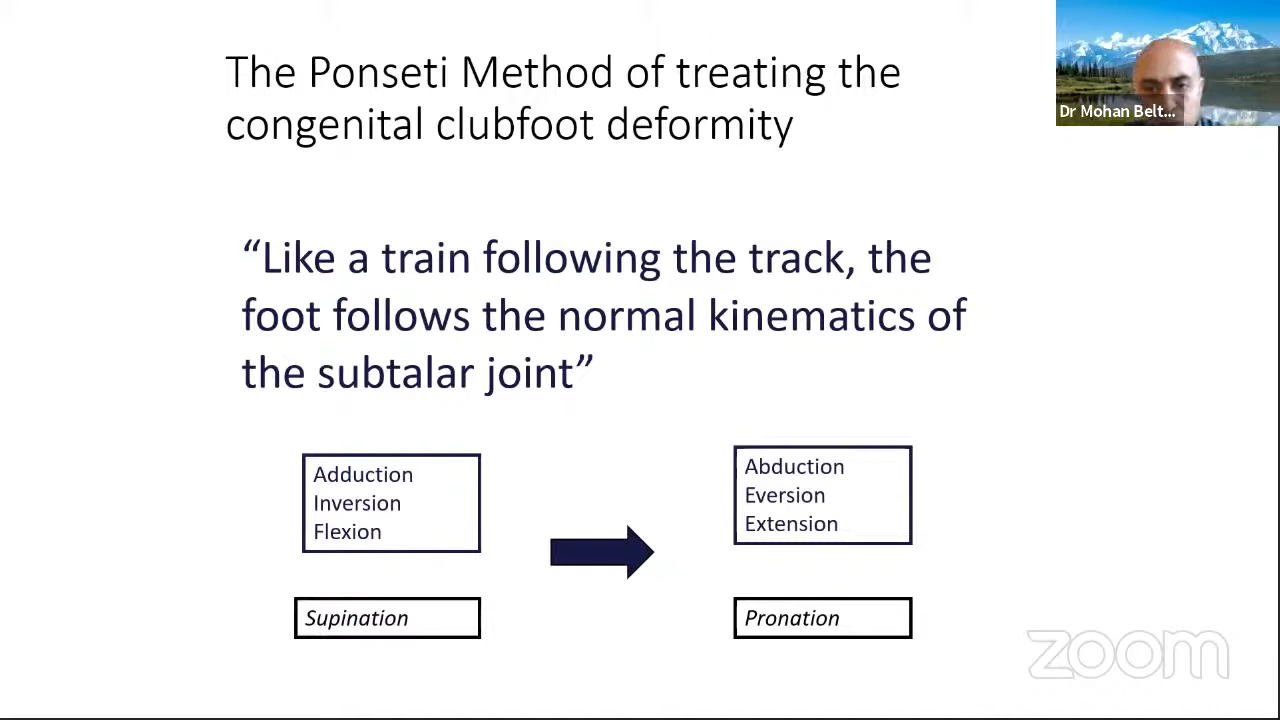 The Ponseti Method of treating the
congenital clubfoot deformity
Dr Mohan Belt...
“Like a train following the track, the
foot follows the normal kinematics of
the subtalar joint”
Adduction
Inversion
Flexion
Abduction
Eversion
Extension
Supination
Pronation
zoom